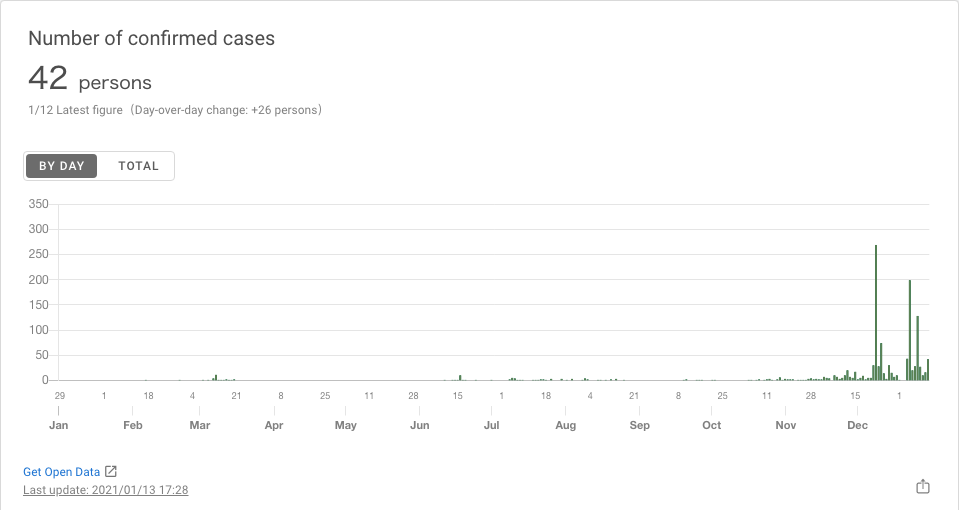 Number of confirmed cases
42 persons
1/12 Latest figure（Day-over-day change: +26 persons）
BY DAY TOTAL
350
300
250
200
150
100
50
0
29 1 18 4 21 8 25 11 28 15 1 18 4 21 8 25 11 28 15 1
Jan Feb Mar Apr May Jun Jul Aug Sep Oct Nov Dec
Get Open Data
Last update: 2021/01/13 17:28